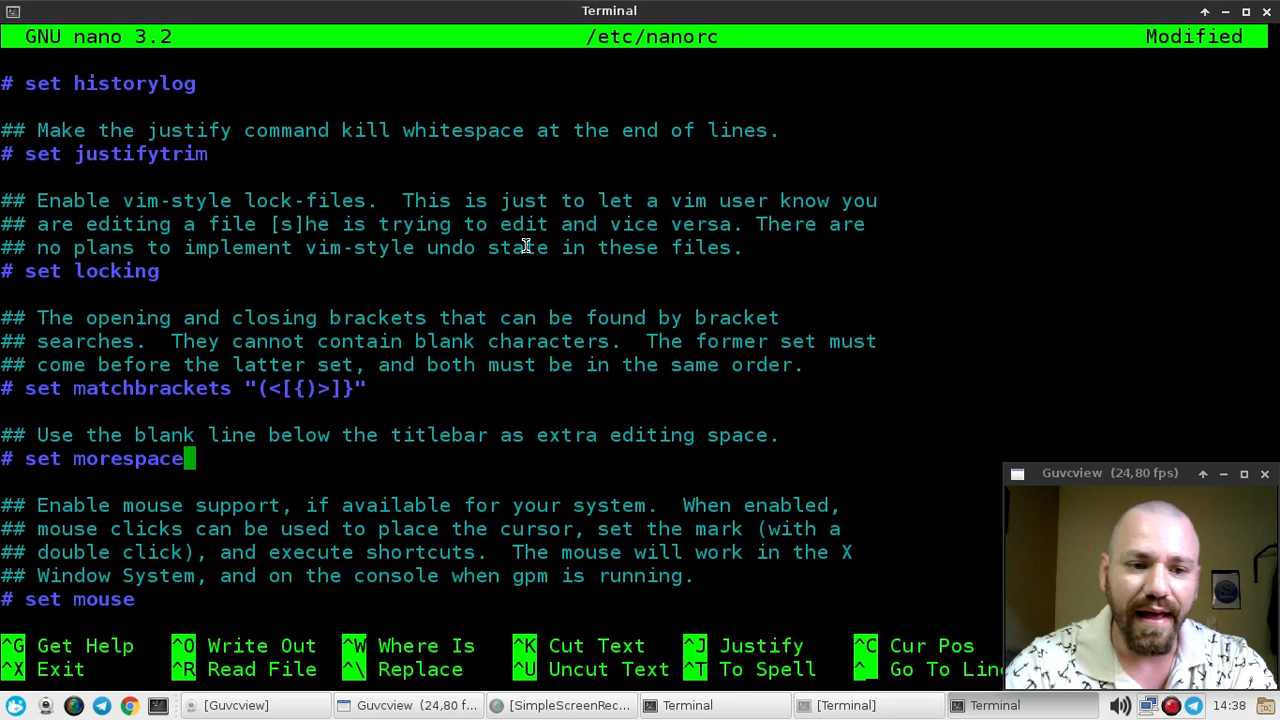 Terminal
GNU nano 3.2 /etc/nanorc Modified
# set historylog
## Make the justify command kill whitespace at the end of lines.
# set justifytrim
## Enable vim-style lock-files.  This is just to let a vim user know you
## are editing a file [s]he is trying to edit and vice versa. There are
## no plans to implement vim-style undo state in these files.
# set locking
## The opening and closing brackets that can be found by bracket
## searches.  They cannot contain blank characters.  The former set must
## come before the latter set, and both must be in the same order.
# set matchbrackets "(<[{)>]}"
## Use the blank line below the titlebar as extra editing space.
# set morespace
Guvcview (24,80 fps)
## Enable mouse support, if available for your system.  When enabled,
## mouse clicks can be used to place the cursor, set the mark (with a
## double click), and execute shortcuts.  The mouse will work in the X
## Window System, and on the console when gpm is running.
# set mouse
^G Get Help ^O Write Out ^W Where Is ^K Cut Text ^J Justify ^C Cur Pos
^X Exit ^R Read File ^\ Replace ^U Uncut Text ^T To Spell ^_ Go To Lin
[Guvcview] Guvcview (24,80 f... [SimpleScreenRec... Terminal [Terminal] Terminal 14:38